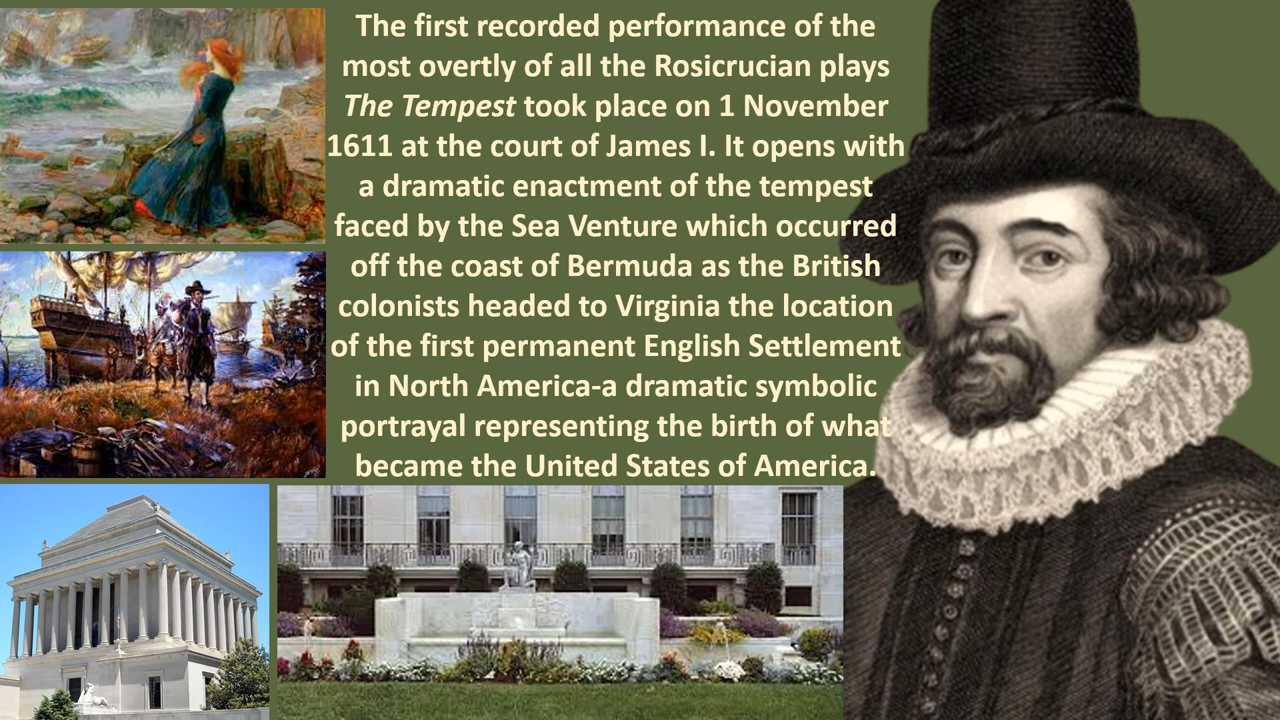 The first recorded performance of the
most overtly of all the Rosicrucian plays
The Tempest took place on 1 November
1611 at the court of James I. It opens with
a dramatic enactment of the tempest
faced by the Sea Venture which occurred
off the coast of Bermuda as the British
colonists headed to Virginia the location
of the first permanent English Settlement
in North America-a dramatic symbolic
portrayal representing the birth of what
became the United States of America.